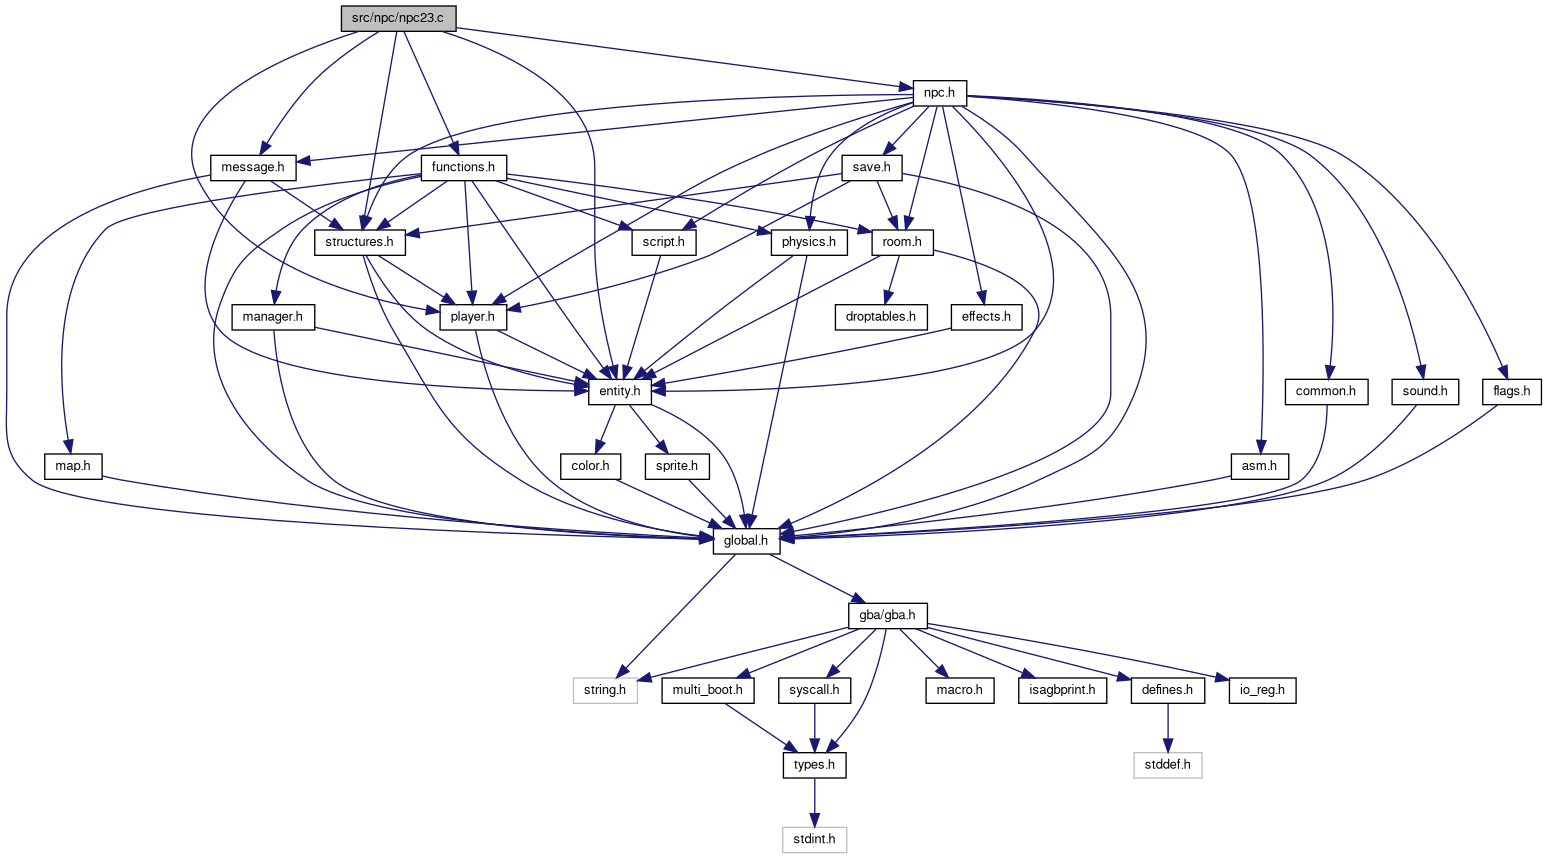 src/npc/npc23.c
npc.h
message.h
functions.h
save.h
structures.h
script.h
physics.h
room.h
manager.h
player.h
droptables.h
effects.h
entity.h
common.h
sound.h
flags.h
map.h
color.h
sprite.h
asm.h
global.h
gba/gba.h
string.h
multi_boot.h
syscall.h
macro.h
isagbprint.h
defines.h
io_reg.h
types.h
stddef.h
stdint.h